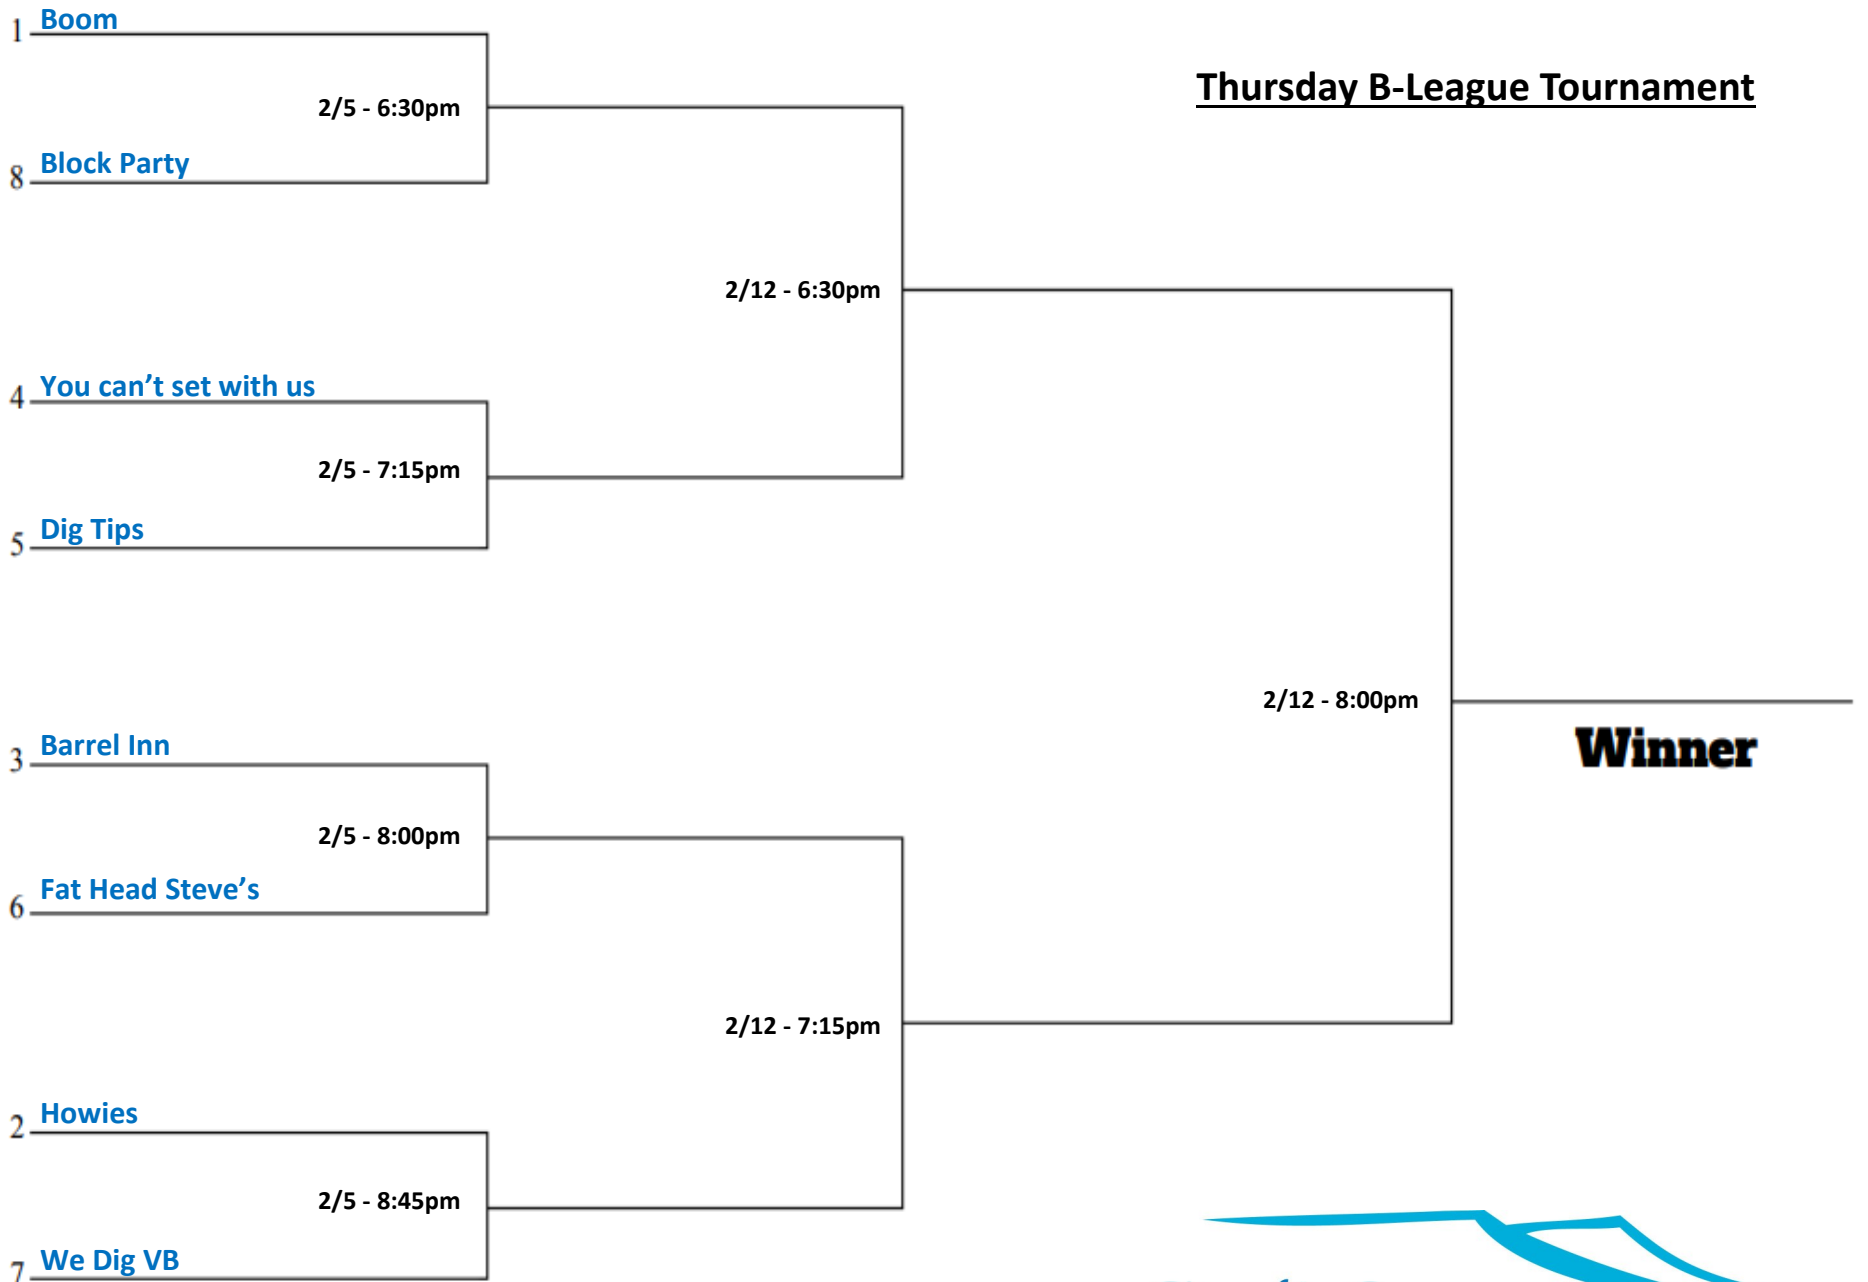 Thursday B-League Tournament
1 Boom
2/5 - 6:30pm
8 Block Party
2/12 - 6:30pm
4 You can’t set with us
2/5 - 7:15pm
5 Dig Tips
2/12 - 8:00pm
Winner
3 Barrel Inn
2/5 - 8:00pm
6 Fat Head Steve’s
2/12 - 7:15pm
2 Howies
2/5 - 8:45pm
7 We Dig VB